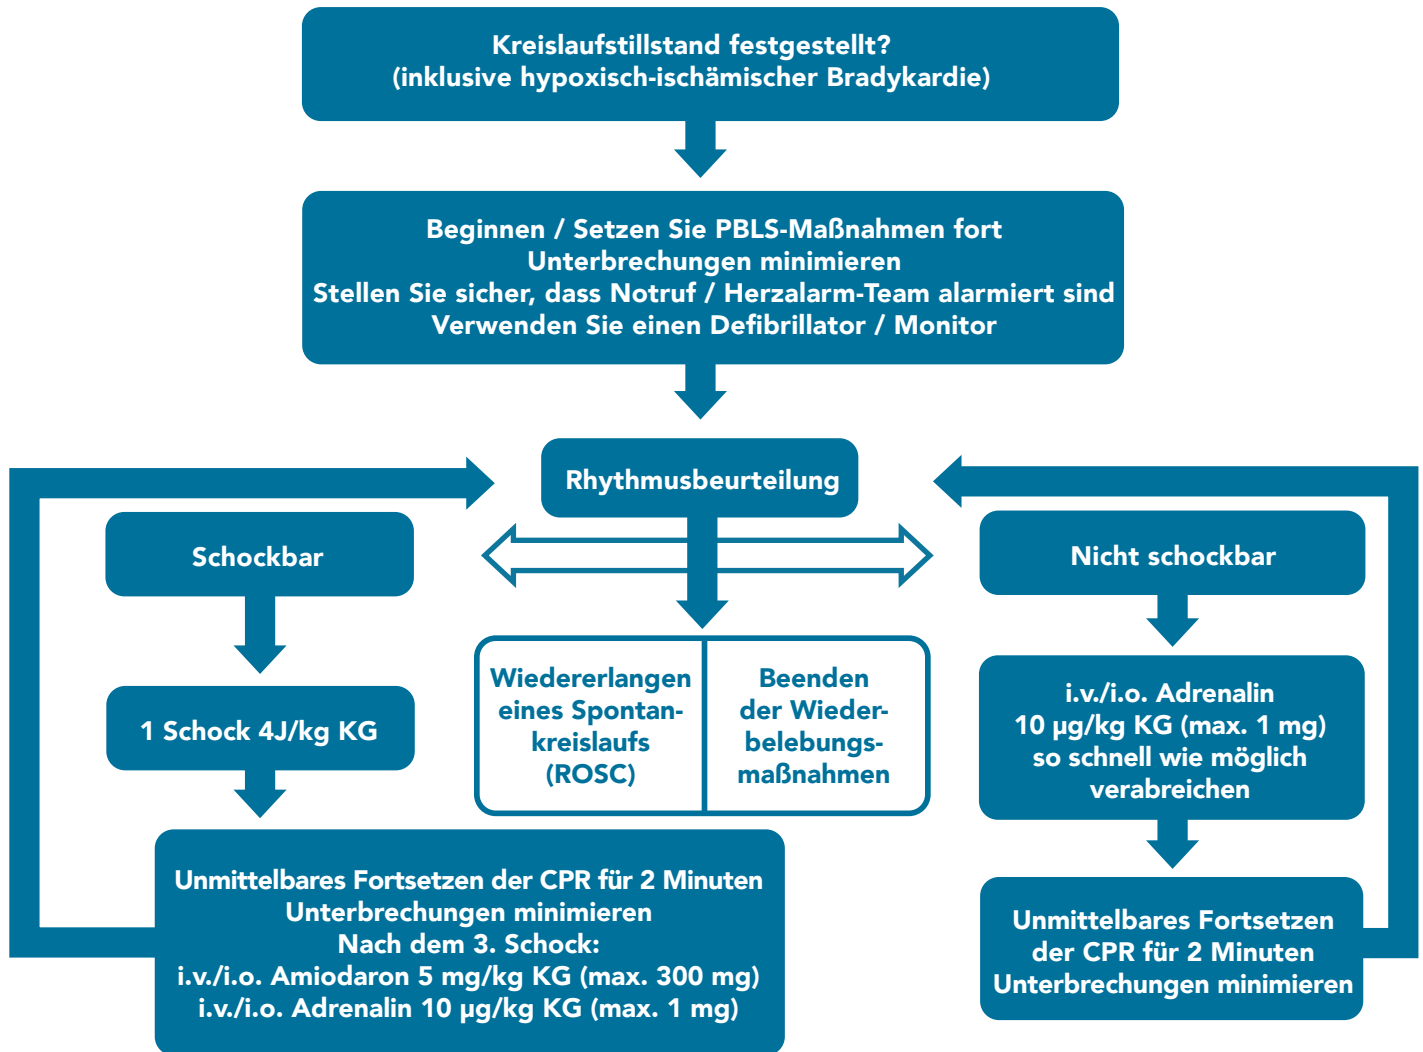 Kreislaufstillstand festgestellt?
(inklusive hypoxisch-ischämischer Bradykardie)
Beginnen / Setzen Sie PBLS-Maßnahmen fort
Unterbrechungen minimieren
Stellen Sie sicher, dass Notruf / Herzalarm-Team alarmiert sind
Verwenden Sie einen Defibrillator / Monitor
Rhythmusbeurteilung
Schockbar
1 Schock 4J/kg KG
Unmittelbares Fortsetzen der CPR für 2 Minuten
Unterbrechungen minimieren
Nach dem 3. Schock:
i.v./i.o. Amiodaron 5 mg/kg KG (max. 300 mg)
i.v./i.o. Adrenalin 10 µg/kg KG (max. 1 mg)
Wiedererlangen
eines Spontan-
kreislaufs
(ROSC)
Beenden
der Wieder-
belebungs-
maßnahmen
Nicht schockbar
i.v./i.o. Adrenalin
10 µg/kg KG (max. 1 mg)
so schnell wie möglich
verabreichen
Unmittelbares Fortsetzen
der CPR für 2 Minuten
Unterbrechungen minimieren